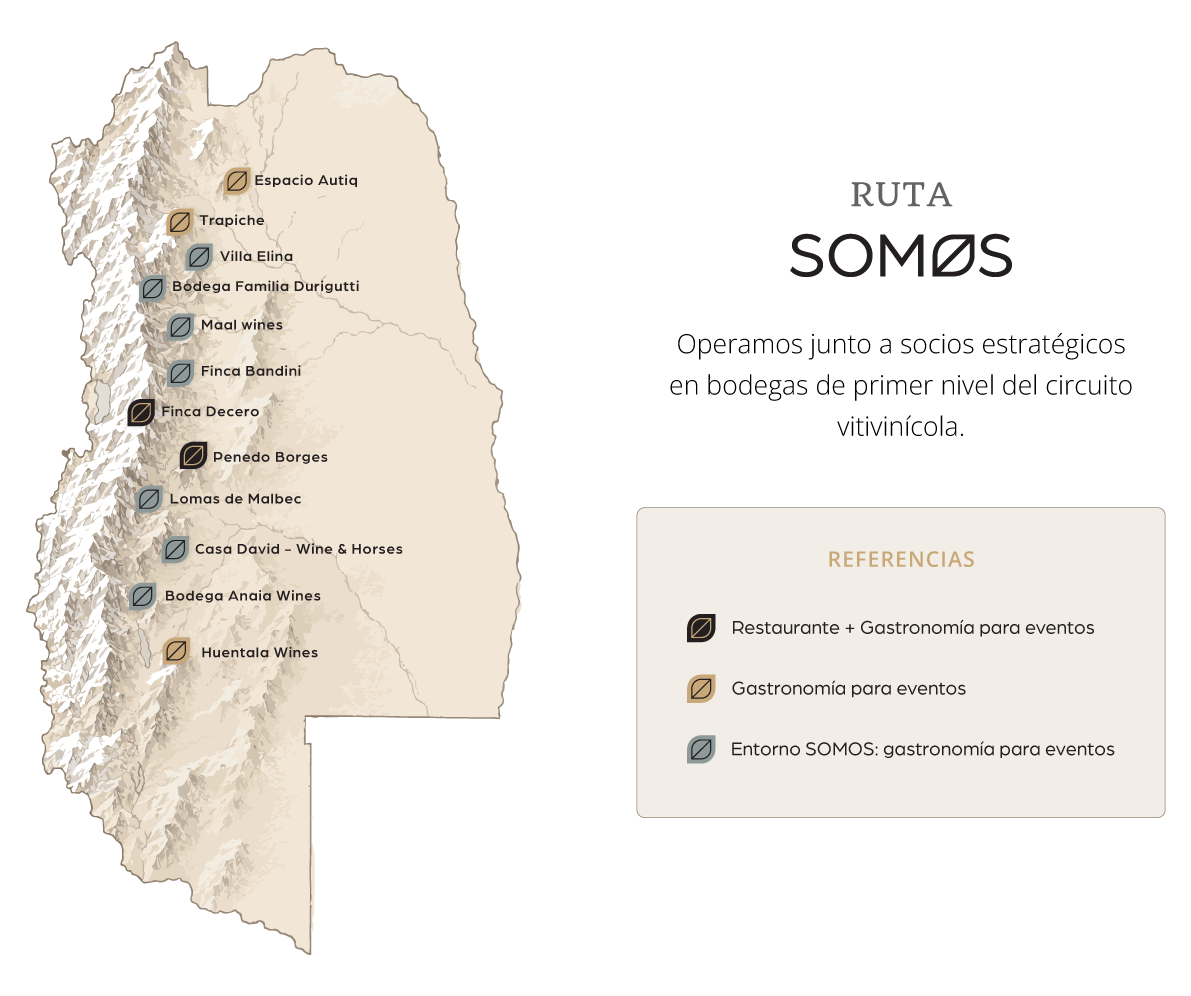 Espacio Autiq
Trapiche
Villa Elina
Bodega Familia Durigutti
Maal wines
Finca Bandini
Finca Decero
Penedo Borges
Lomas de Malbec
Casa David - Wine & Horses
Bodega Anaia Wines
Huentala Wines
RUTA
SOMØS
Operamos junto a socios estratégicos
en bodegas de primer nivel del circuito
vitivinícola.
REFERENCIAS
Restaurante + Gastronomía para eventos
Gastronomía para eventos
Entorno SOMOS: gastronomía para eventos